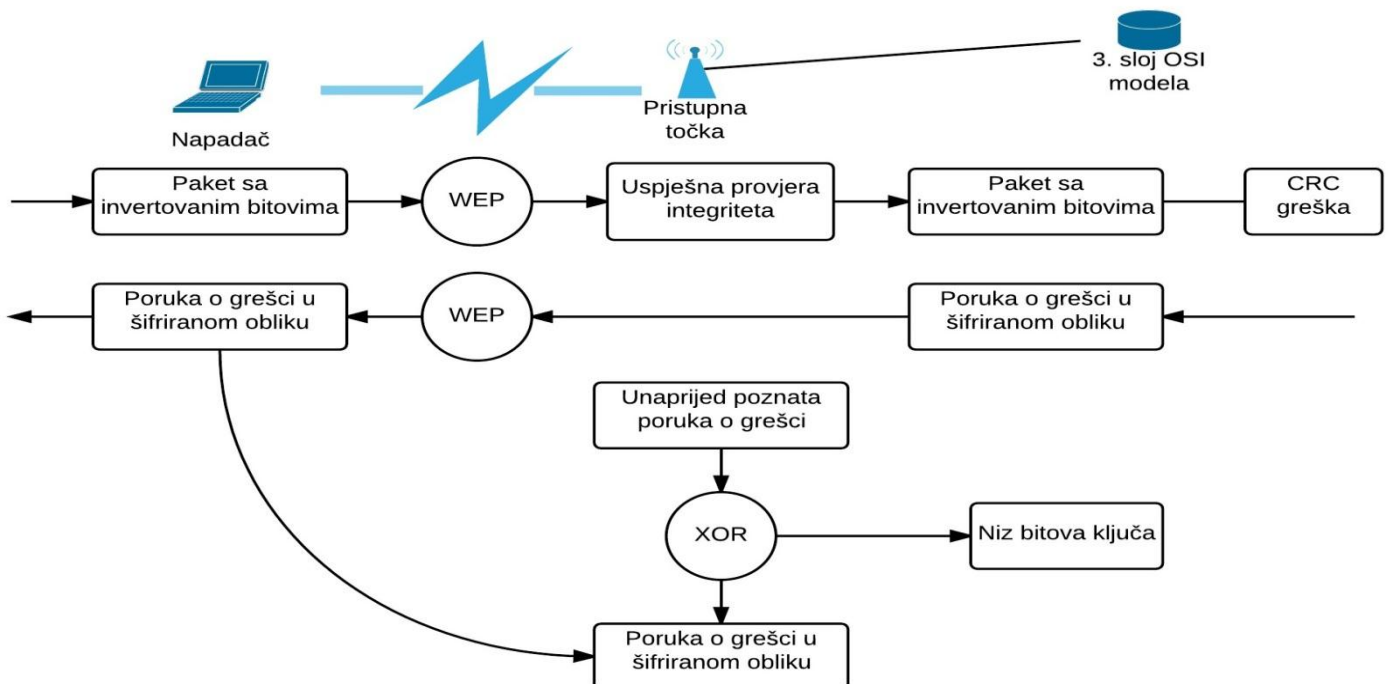 3. sloj OSI
modela
Pristupna
točka
Napadač
Paket sa
invertovanim bitovima
WEP
Uspješna provjera
integriteta
Paket sa
invertovanim bitovima
CRC
greška
Poruka o grešci u
šifriranom obliku
WEP
Poruka o grešci u
šifriranom obliku
Unaprijed poznata
poruka o grešci
XOR
Niz bitova ključa
Poruka o grešci u
šifriranom obliku